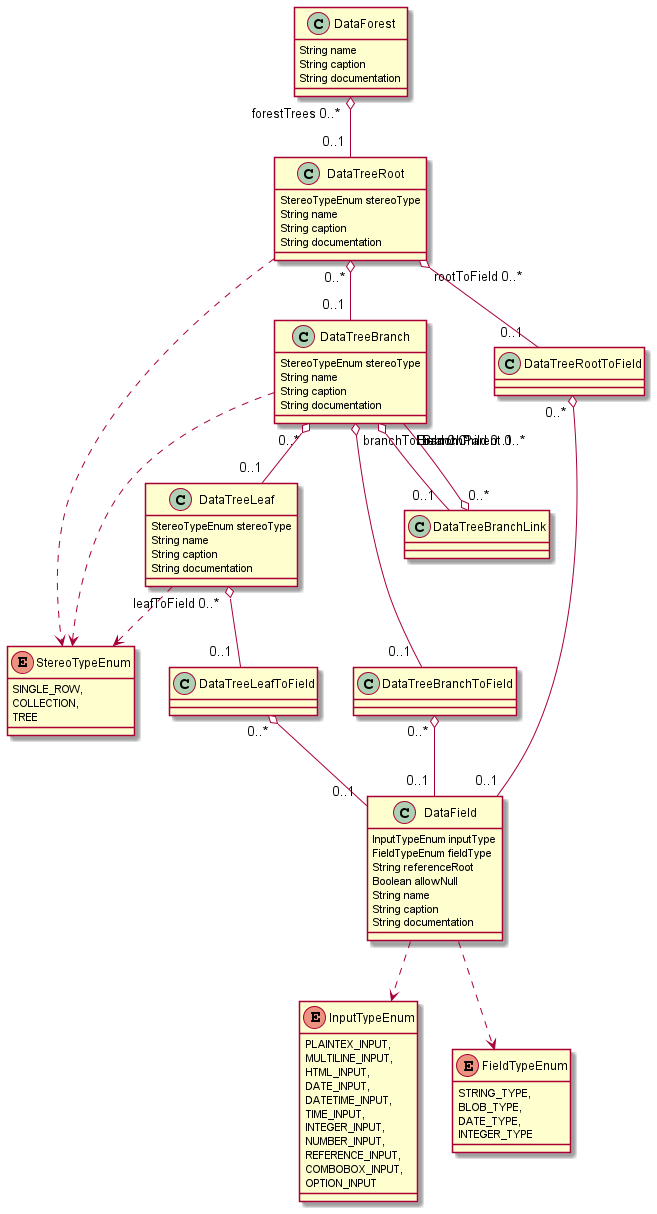 C DataForest
String name
String caption
String documentation
forestTrees 0..*
0..1
C DataTreeRoot
StereoTypeEnum stereoType
String name
String caption
String documentation
0..*
rootToField 0..*
0..1
0..1
C DataTreeBranch
StereoTypeEnum stereoType
String name
String caption
String documentation
C DataTreeRootToField
0..*
0..*
0..*
0..1
0..1
C DataTreeLeaf
StereoTypeEnum stereoType
String name
String caption
String documentation
C DataTreeBranchLink
leafToField 0..*
0..1
0..1
E StereoTypeEnum
SINGLE_ROW,
COLLECTION,
TREE
C DataTreeLeafToField
C DataTreeBranchToField
0..*
0..*
0..1
0..1
0..1
C DataField
InputTypeEnum inputType
FieldTypeEnum fieldType
String referenceRoot
Boolean allowNull
String name
String caption
String documentation
E InputTypeEnum
PLAINTEX_INPUT,
MULTILINE_INPUT,
HTML_INPUT,
DATE_INPUT,
DATETIME_INPUT,
TIME_INPUT,
INTEGER_INPUT,
NUMBER_INPUT,
REFERENCE_INPUT,
COMBOBOX_INPUT,
OPTION_INPUT
E FieldTypeEnum
STRING_TYPE,
BLOB_TYPE,
DATE_TYPE,
INTEGER_TYPE